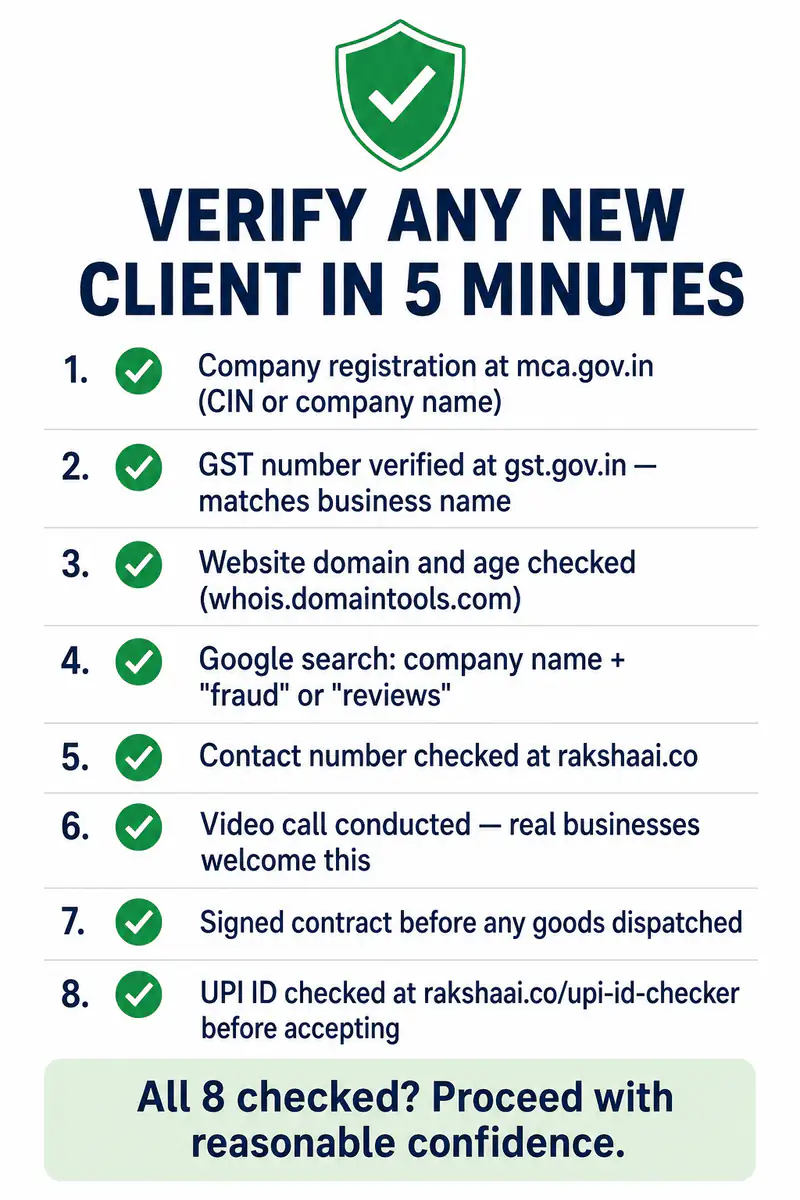 VERIFY ANY NEW
CLIENT IN 5 MINUTES
1. Company registration at mca.gov.in
(CIN or company name)
2. GST number verified at gst.gov.in —
matches business name
3. Website domain and age checked
(whois.domaintools.com)
4. Google search: company name +
"fraud" or "reviews"
5. Contact number checked at rakshaai.co
6. Video call conducted — real businesses
welcome this
7. Signed contract before any goods dispatched
8. UPI ID checked at rakshaai.co/upi-id-checker
before accepting
All 8 checked? Proceed with
reasonable confidence.